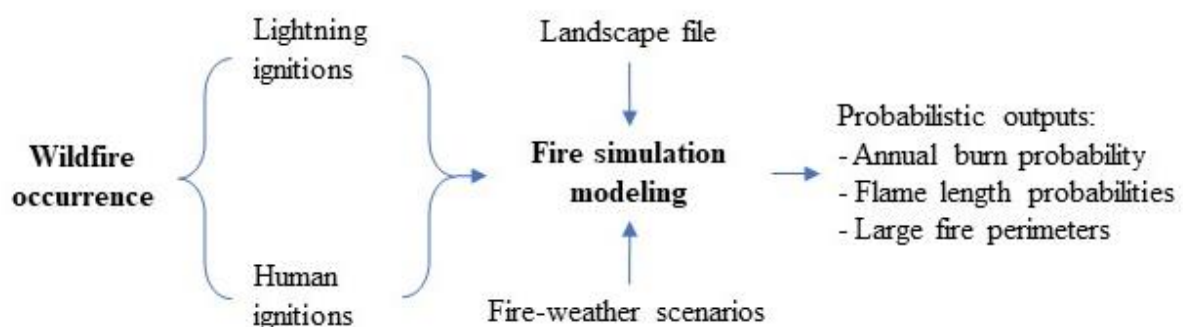 Lightning
ignitions
Landscape file
Wildfire
occurrence
Fire simulation
modeling
Probabilistic outputs:
- Annual burn probability
- Flame length probabilities
- Large fire perimeters
Human
ignitions
Fire-weather scenarios